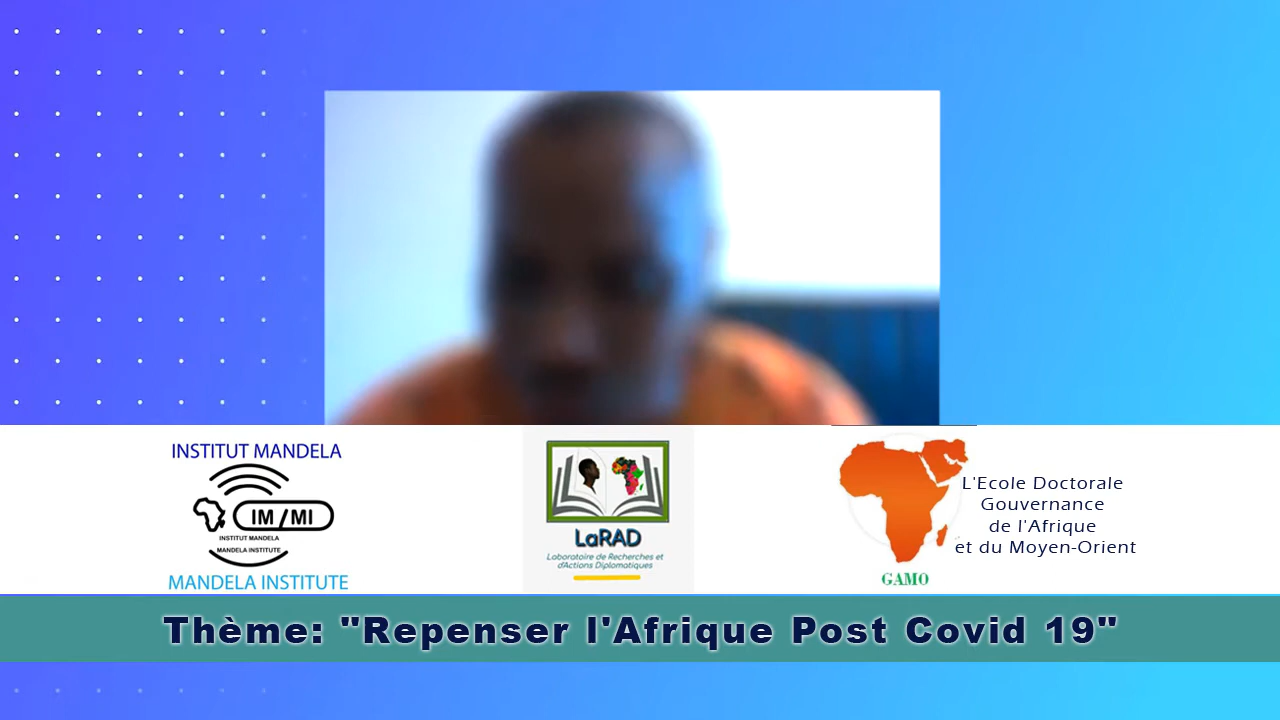 INSTITUT MANDELA
IM/MI
INSTITUT MANDELA
MANDELA INSTITUTE
MANDELA INSTITUTE
LaRAD
Laboratoire de Recherches et
d'Actions Diplomatiques
L'Ecole Doctorale
Gouvernance
de l'Afrique
et du Moyen-Orient
GAMO
Thème: "Repenser l'Afrique Post Covid 19"